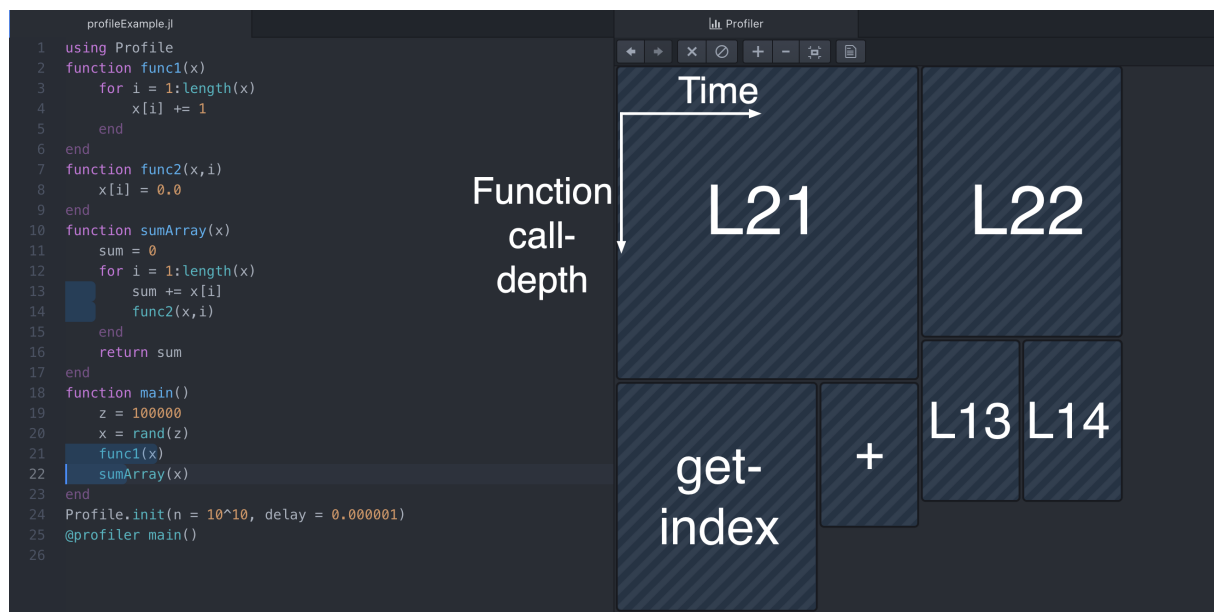 profileExample.jl
1 using Profile
2 function func1(x)
3     for i = 1:length(x)
4         x[i] += 1
5     end
6 end
7 function func2(x,i)
8     x[i] = 0.0
9 end
10 function sumArray(x)
11     sum = 0
12     for i = 1:length(x)
13         sum += x[i]
14         func2(x,i)
15     end
16     return sum
17 end
18 function main()
19     z = 100000
20     x = rand(z)
21     func1(x)
22     sumArray(x)
23 end
24 Profile.init(n = 10^10, delay = 0.000001)
25 @profiler main()
26
Profiler
Time
Function
call-
depth
L21
L22
get-
index
+
L13
L14